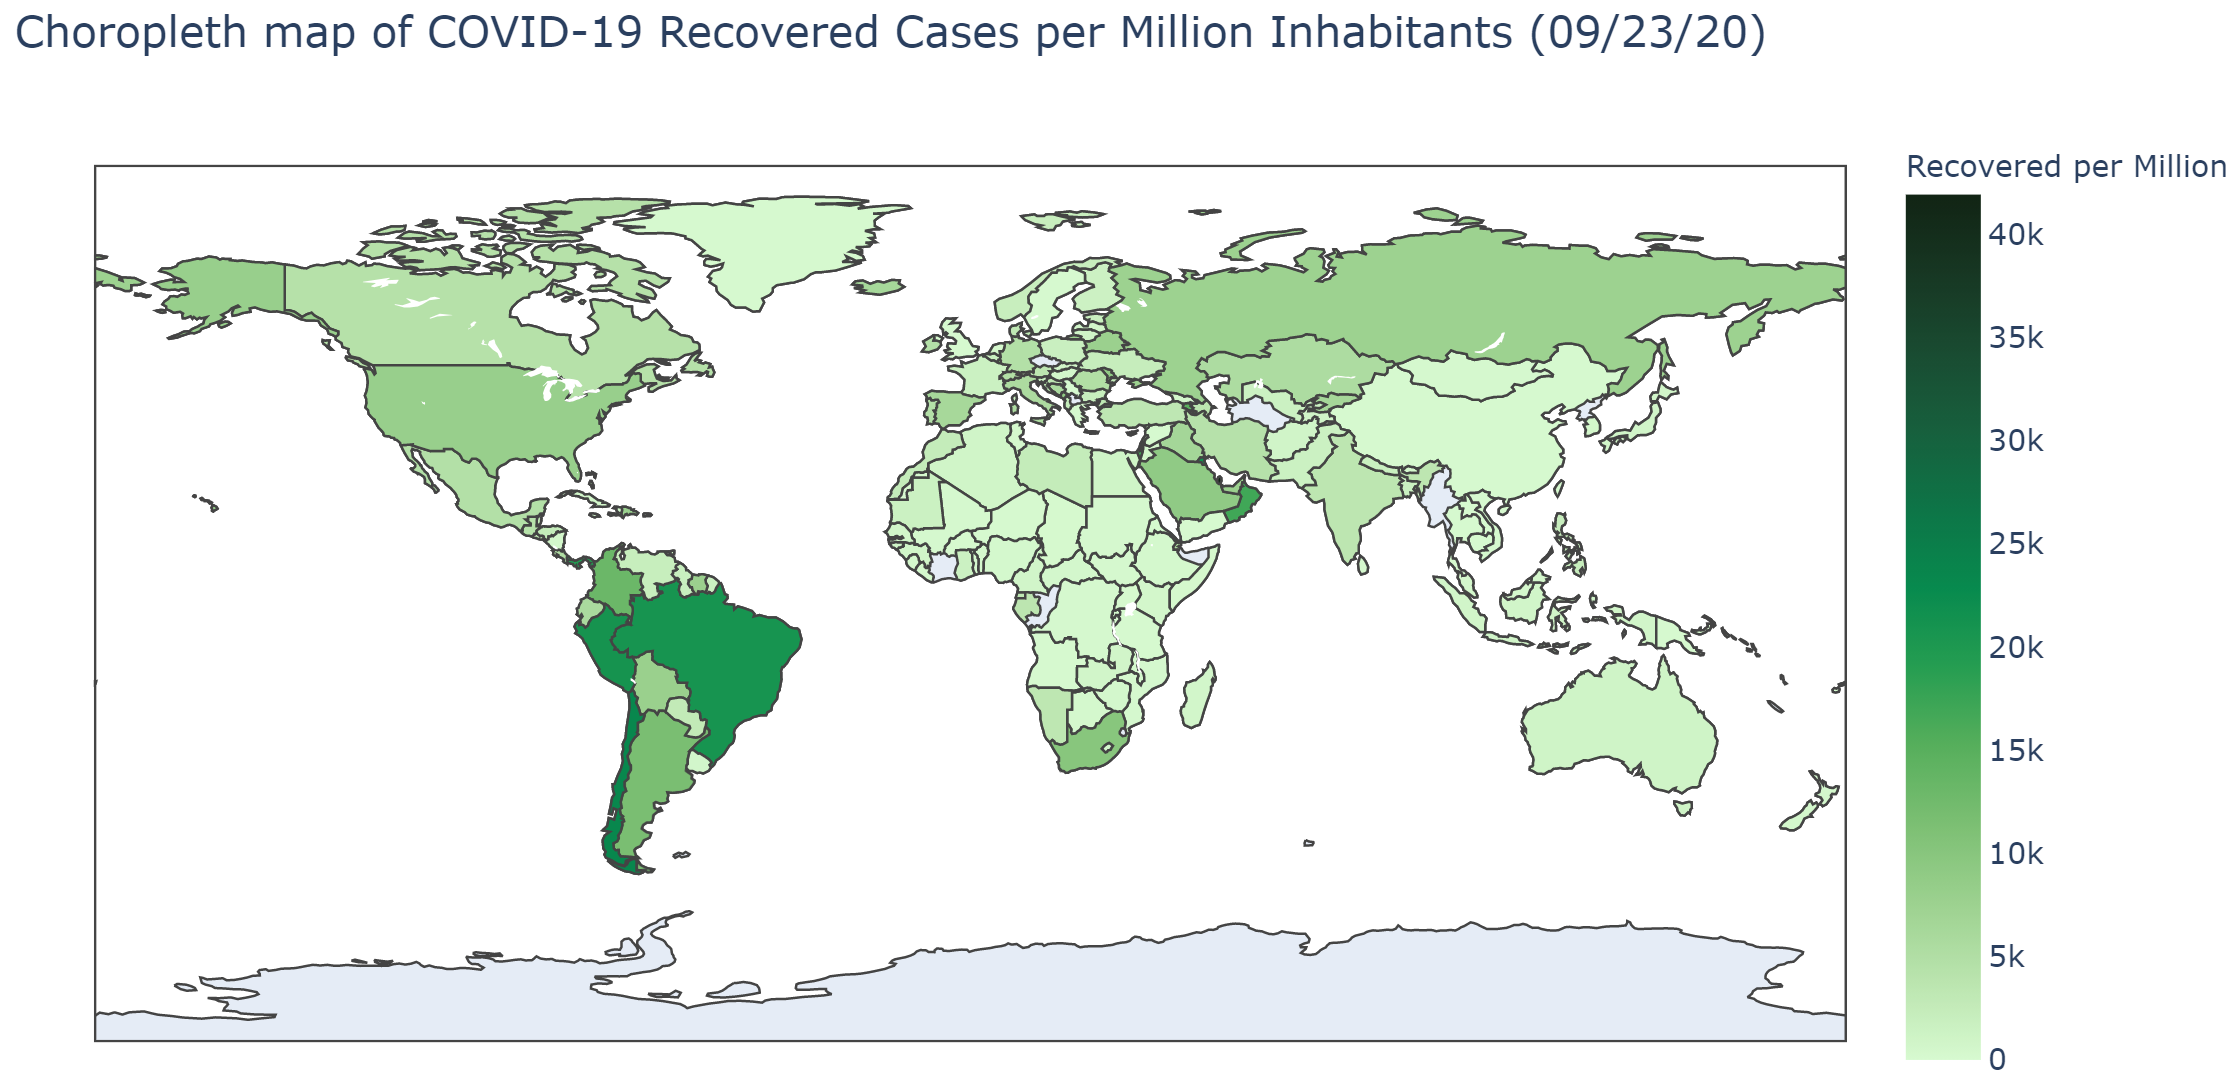 Choropleth map of COVID-19 Recovered Cases per Million Inhabitants (09/23/20)
Recovered per Million
40k
35k
30k
25k
20k
15k
10k
5k
0